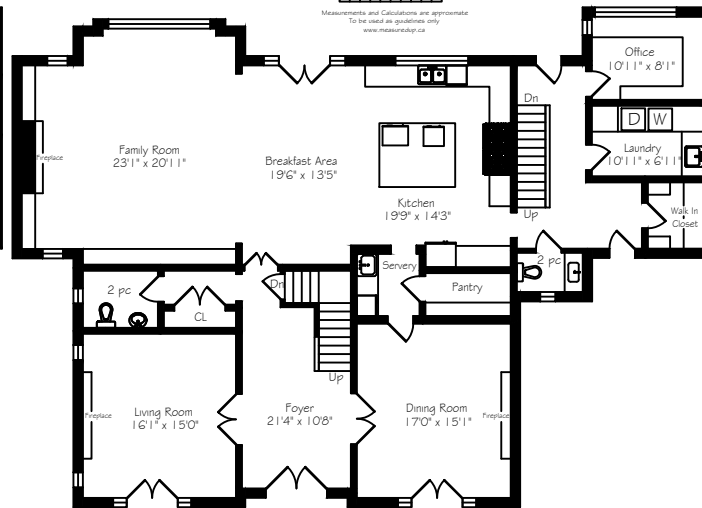 Measurements and Calculations are approximate
To be used as guidelines only
www.measuredup.ca
Office
10'11" x 8'1"
Dn
D W
Laundry
10'11" x 6'11"
Family Room
23'1" x 20'11"
Fireplace
Breakfast Area
19'6" x 13'5"
Kitchen
19'9" x 14'3"
Up
Walk In
Closet
2 pc
Servery
2 pc
Dn
Pantry
CL
Up
Living Room
16'1" x 15'0"
Fireplace
Foyer
21'4" x 10'8"
Dining Room
17'0" x 15'1"
Fireplace